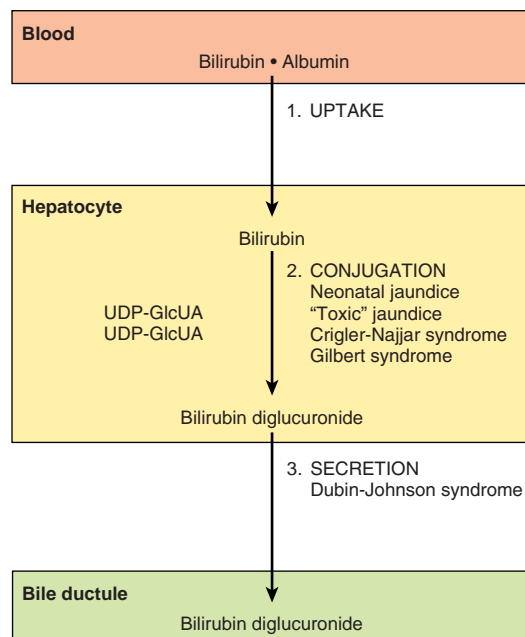 Blood
Bilirubin • Albumin
1. UPTAKE
Hepatocyte
Bilirubin
2. CONJUGATION
Neonatal jaundice
“Toxic” jaundice
Crigler-Najjar syndrome
Gilbert syndrome
UDP-GlcUA
UDP-GlcUA
Bilirubin diglucuronide
3. SECRETION
Dubin-Johnson syndrome
Bile ductule
Bilirubin diglucuronide